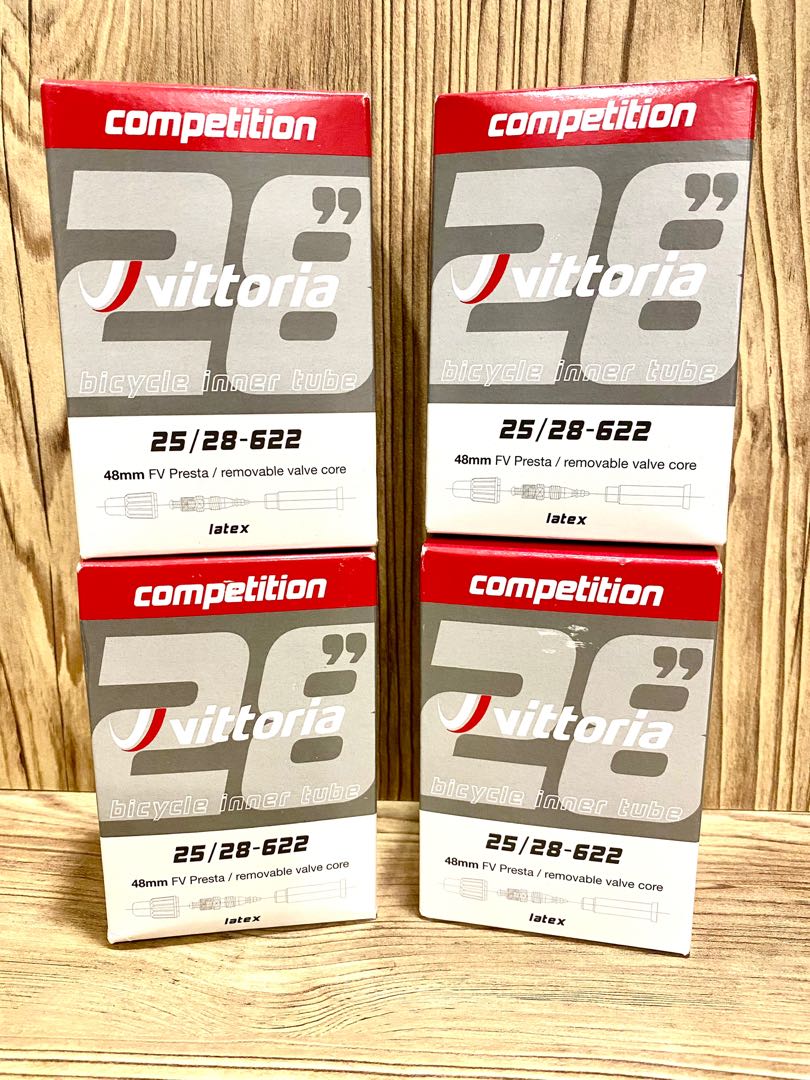 competition
28”
vittoria
bicycle inner tube
25/28-622
48mm FV Presta / removable valve core
latex
competition
28”
vittoria
bicycle inner tube
25/28-622
48mm FV Presta / removable valve core
latex
competition
28”
vittoria
bicycle inner tube
25/28-622
48mm FV Presta / removable valve core
latex
competition
28”
vittoria
bicycle inner tube
25/28-622
48mm FV Presta / removable valve core
latex